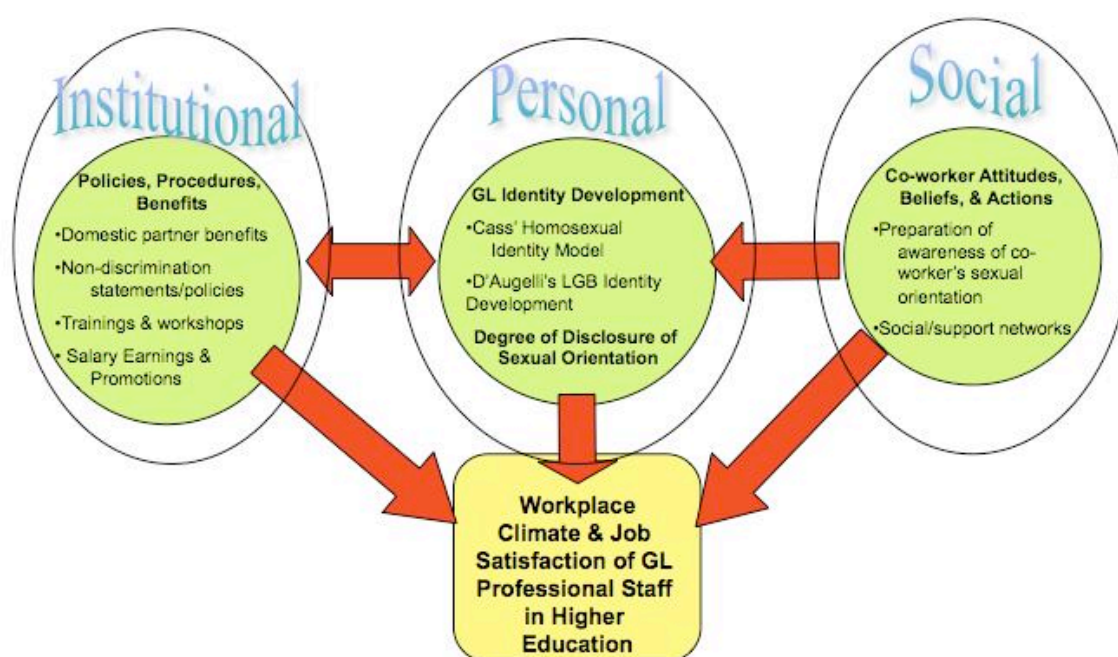 Institutional
Policies, Procedures,
Benefits
•Domestic partner benefits
•Non-discrimination
statements/policies
•Trainings & workshops
• Salary Earnings &
Promotions
Personal
GL Identity Development
•Cass' Homosexual
Identity Model
•D'Augelli's LGB Identity
Development
Degree of Disclosure of
Sexual Orientation
Social
Co-worker Attitudes,
Beliefs, & Actions
•Preparation of
awareness of co-
worker's sexual
orientation
•Social/support networks
Workplace
Climate & Job
Satisfaction of GL
Professional Staff
in Higher
Education